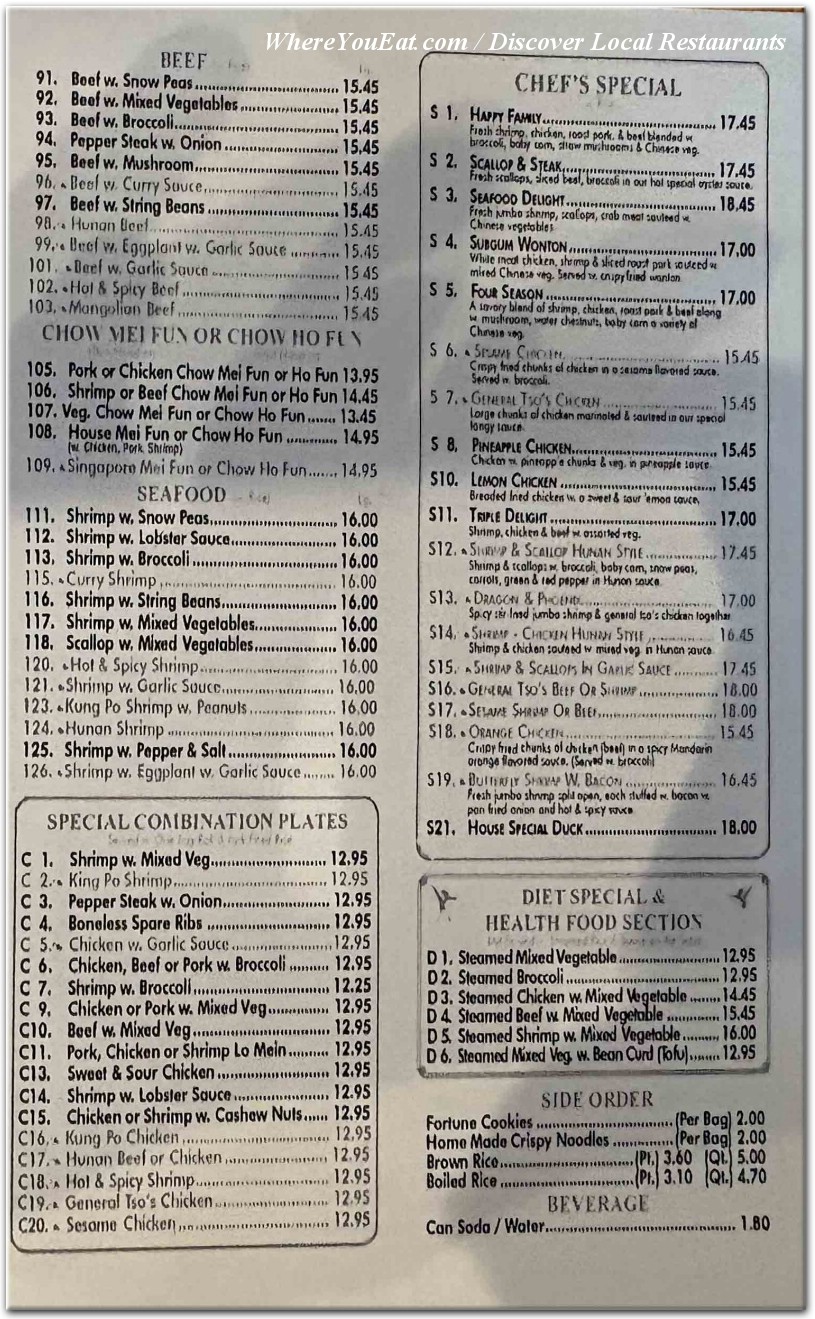 WhereYouEat.com / Discover Local Restaurants
BEEF
91. Beef w. Snow Peas 15.45
92. Beef w. Mixed Vegetables 15.45
93. Beef w. Broccoli 15.45
94. Pepper Steak w. Onion 15.45
95. Beef w. Mushroom 15.45
96. Beef w. Curry Sauce 15.45
97. Beef w. String Beans 15.45
98. Hunan Beef 15.45
99. Beef w. Eggplant w. Garlic Sauce 15.45
101. Beef w. Garlic Sauce 15.45
102. Hot & Spicy Beef 15.45
103. Mongolian Beef 15.45
CHOW MEI FUN OR CHOW HO FUN
105. Pork or Chicken Chow Mei Fun or Ho Fun 13.95
106. Shrimp or Beef Chow Mei Fun or Ho Fun 14.45
107. Veg. Chow Mei Fun or Chow Ho Fun 13.45
108. House Mei Fun or Chow Ho Fun 14.95
(w. Chicken, Pork, Shrimp)
109. Singapore Mei Fun or Chow Ho Fun 14.95
SEAFOOD
111. Shrimp w. Snow Peas 16.00
112. Shrimp w. Lobster Sauce 16.00
113. Shrimp w. Broccoli 16.00
115. Curry Shrimp 16.00
116. Shrimp w. String Beans 16.00
117. Shrimp w. Mixed Vegetables 16.00
118. Scallop w. Mixed Vegetables 16.00
120. Hot & Spicy Shrimp 16.00
121. Shrimp w. Garlic Sauce 16.00
123. Kung Po Shrimp w. Peanuts 16.00
124. Hunan Shrimp 16.00
125. Shrimp w. Pepper & Salt 16.00
126. Shrimp w. Eggplant w. Garlic Sauce 16.00
SPECIAL COMBINATION PLATES
C 1. Shrimp w. Mixed Veg. 12.95
C 2. King Po Shrimp 12.95
C 3. Pepper Steak w. Onion 12.95
C 4. Boneless Spare Ribs 12.95
C 5. Chicken w. Garlic Sauce 12.95
C 6. Chicken, Beef or Pork w. Broccoli 12.95
C 7. Shrimp w. Broccoli 12.25
C 9. Chicken or Pork w. Mixed Veg 12.95
C10. Beef w. Mixed Veg 12.95
C11. Pork, Chicken or Shrimp Lo Mein 12.95
C13. Sweet & Sour Chicken 12.95
C14. Shrimp w. Lobster Sauce 12.95
C15. Chicken or Shrimp w. Cashew Nuts 12.95
C16. Kung Po Chicken 12.95
C17. Hunan Beef or Chicken 12.95
C18. Hot & Spicy Shrimp 12.95
C19. General Tso's Chicken 12.95
C20. Sesame Chicken 12.95
CHEF'S SPECIAL
S 1. HAPPY FAMILY 17.45
Fresh shrimp, chicken, roast pork, & beef blended w.
broccoli, baby corn, straw mushrooms & Chinese veg.
S 2. SCALLOP & STEAK 17.45
Fresh scallops, sliced beef, broccoli in our hot special oyster sauce.
S 3. SEAFOOD DELIGHT 18.45
Fresh jumbo shrimp, scallops, crab meat sauteed w.
Chinese vegetables
S 4. SUBGUM WONTON 17.00
White meat chicken, shrimp & sliced roast pork sauteed w.
mixed Chinese veg. Served w. crispy fried wonton.
S 5. FOUR SEASON 17.00
A savory blend of shrimp, chicken, roast pork & beef along
w. mushroom, water chestnuts, baby corn a variety of
Chinese veg.
S 6. SESAME CHICKEN 15.45
Crispy fried chunks of chicken in a sesame flavored sauce.
Served w. broccoli.
S 7. GENERAL TSO'S CHICKEN 15.45
Large chunks of chicken marinated & sauteed in our special
tangy sauce.
S 8. PINEAPPLE CHICKEN 15.45
Chicken w. pineapple chunks & veg. in pineapple sauce.
S10. LEMON CHICKEN 15.45
Breaded fried chicken w. a sweet & sour lemon sauce.
S11. TRIPLE DELIGHT 17.00
Shrimp, chicken & beef w. assorted veg.
S12. SHRIMP & SCALLOP HUNAN STYLE 17.45
Shrimp & scallops w. broccoli, baby corn, snow peas,
carrots, green & red pepper in Hunan sauce.
S13. DRAGON & PHOENIX 17.00
Spicy stir fried jumbo shrimp & general tso's chicken together
S14. SHRIMP - CHICKEN HUNAN STYLE 16.45
Shrimp & chicken sauteed w. mixed veg. in Hunan sauce
S15. SHRIMP & SCALLOPS IN GARLIC SAUCE 17.45
S16. GENERAL TSO'S BEEF OR SHRIMP 18.00
S17. SESAME SHRIMP OR BEEF 18.00
S18. ORANGE CHICKEN 15.45
Crispy fried chunks of chicken (beef) in a spicy Mandarin
orange flavored sauce. (Served w. broccoli)
S19. BUTTERFLY SHRIMP W. BACON 16.45
Fresh jumbo shrimp split open, each stuffed w. bacon w.
pan fried onion and hot & spicy sauce
S21. HOUSE SPECIAL DUCK 18.00
DIET SPECIAL &
HEALTH FOOD SECTION
D 1. Steamed Mixed Vegetable 12.95
D 2. Steamed Broccoli 12.95
D 3. Steamed Chicken w. Mixed Vegetable 14.45
D 4. Steamed Beef w. Mixed Vegetable 15.45
D 5. Steamed Shrimp w. Mixed Vegetable 16.00
D 6. Steamed Mixed Veg. w. Bean Curd (Tofu) 12.95
SIDE ORDER
Fortune Cookies (Per Bag) 2.00
Home Made Crispy Noodles (Per Bag) 2.00
Brown Rice (Pt.) 3.60 (Qt.) 5.00
Boiled Rice (Pt.) 3.10 (Qt.) 4.70
BEVERAGE
Can Soda / Water 1.80